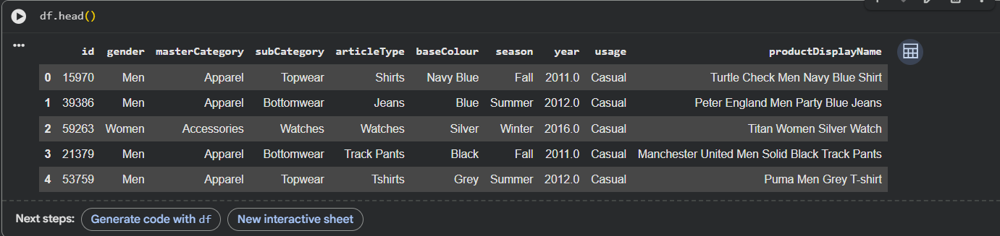 df.head()
id gender masterCategory subCategory articleType baseColour season year usage productDisplayName
0 15970 Men Apparel Topwear Shirts Navy Blue Fall 2011.0 Casual Turtle Check Men Navy Blue Shirt
1 39386 Men Apparel Bottomwear Jeans Blue Summer 2012.0 Casual Peter England Men Party Blue Jeans
2 59263 Women Accessories Watches Watches Silver Winter 2016.0 Casual Titan Women Silver Watch
3 21379 Men Apparel Bottomwear Track Pants Black Fall 2011.0 Casual Manchester United Men Solid Black Track Pants
4 53759 Men Apparel Topwear Tshirts Grey Summer 2012.0 Casual Puma Men Grey T-shirt
Next steps: Generate code with df New interactive sheet